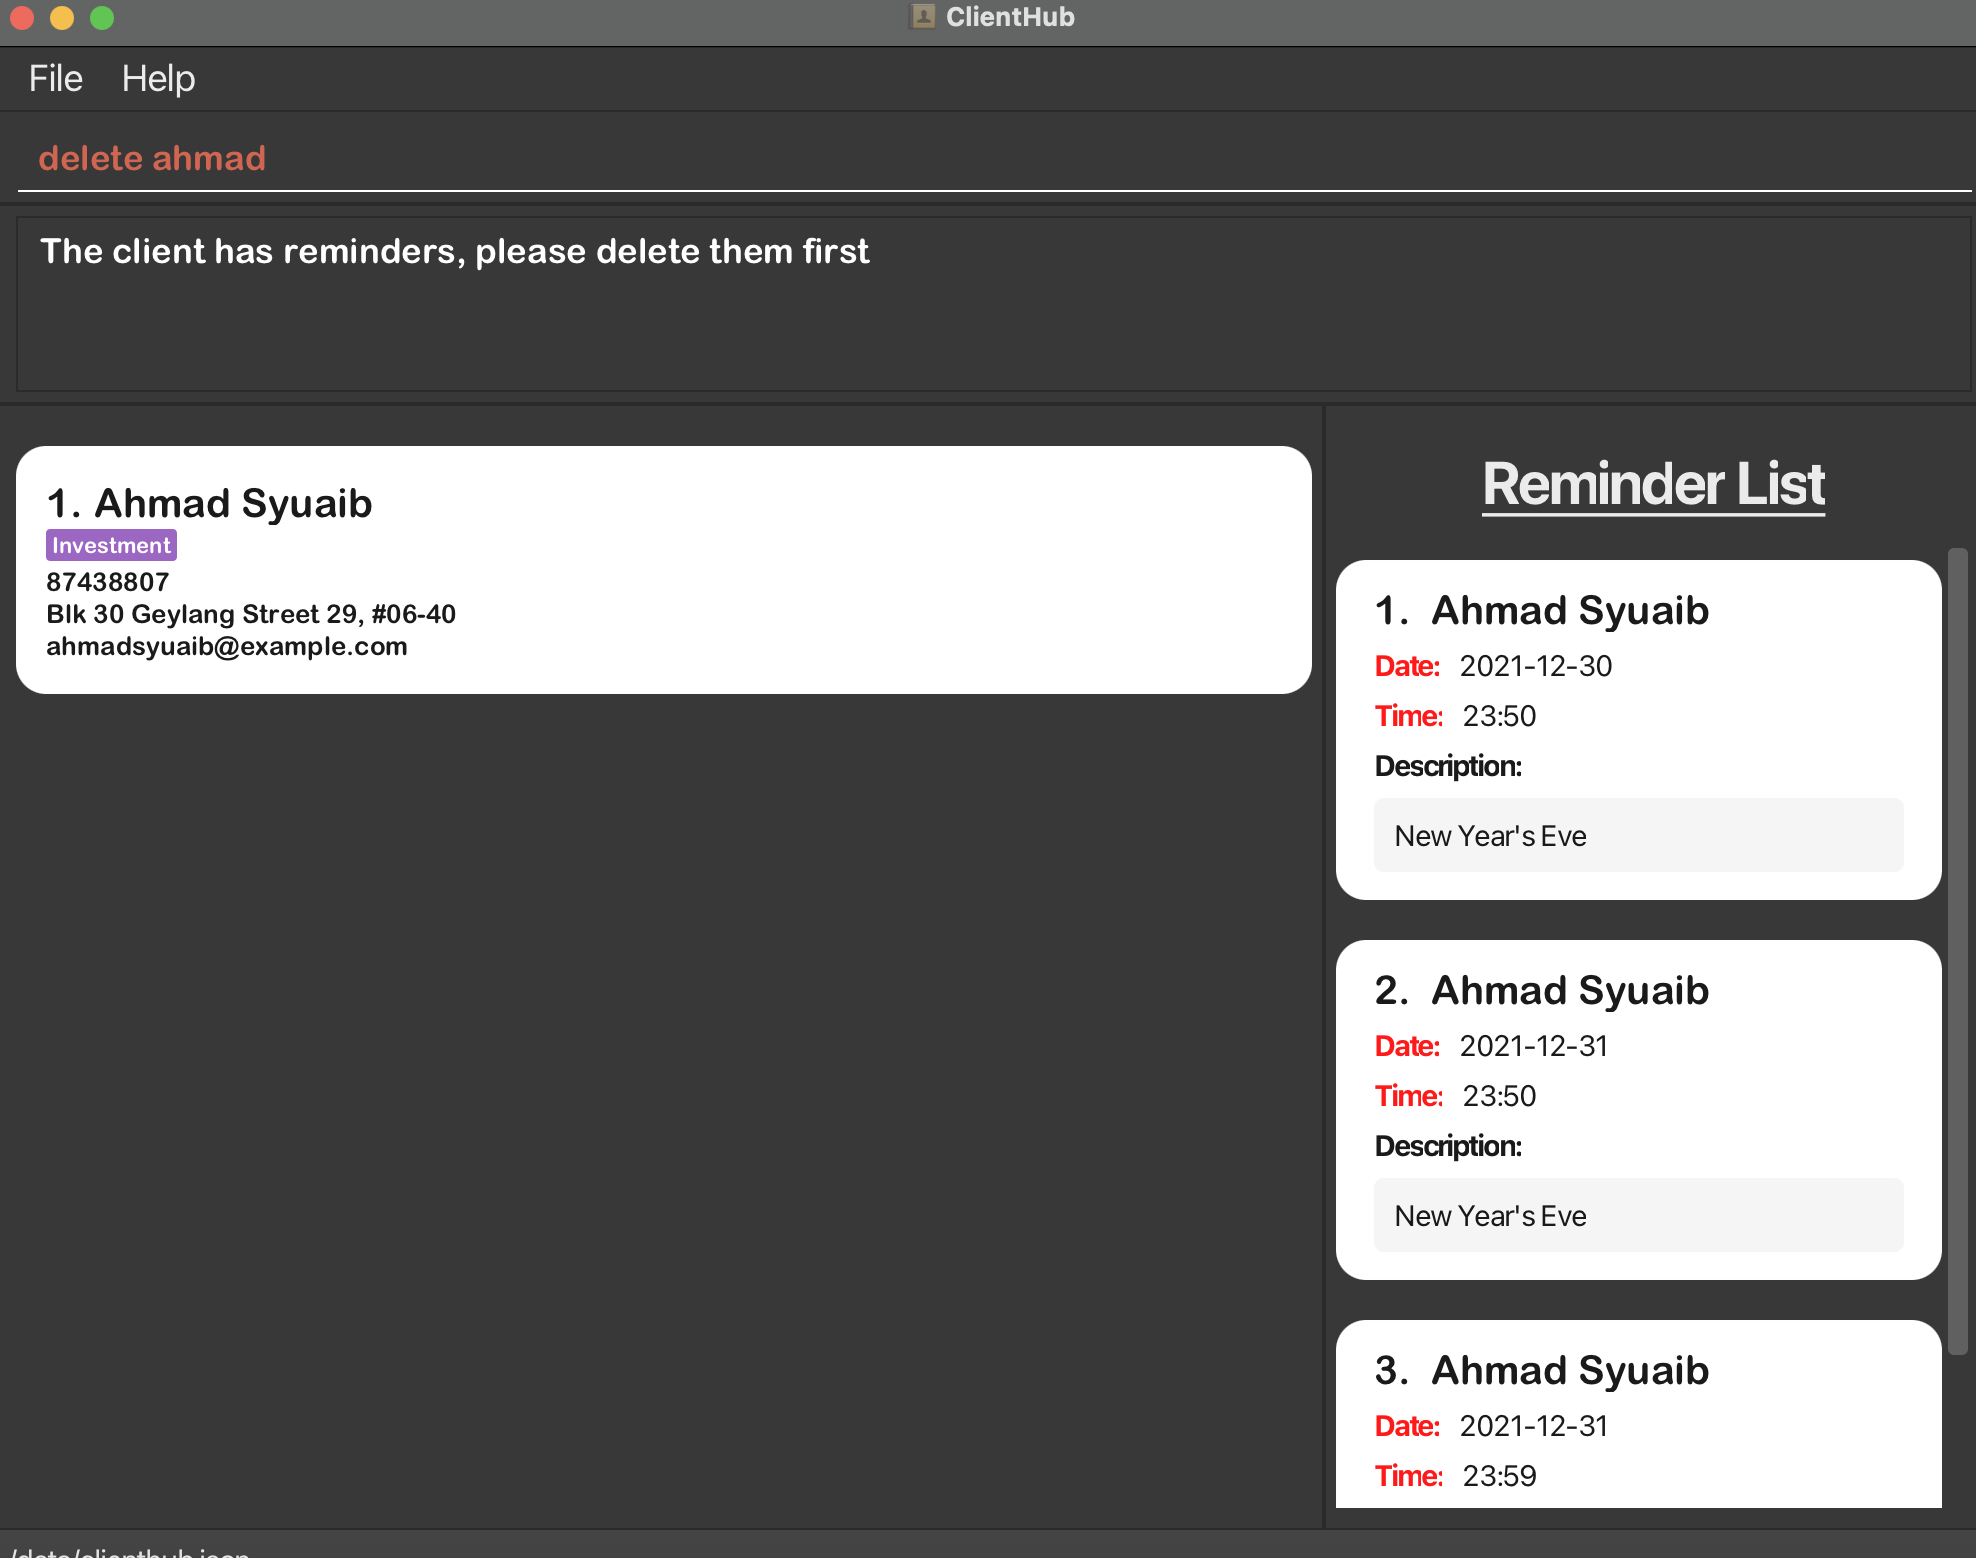 ClientHub
File Help
delete ahmad
The client has reminders, please delete them first
1. Ahmad Syuaib
Investment
87438807
Blk 30 Geylang Street 29, #06-40
ahmadsyuaib@example.com
Reminder List
1. Ahmad Syuaib
Date: 2021-12-30
Time: 23:50
Description:
New Year's Eve
2. Ahmad Syuaib
Date: 2021-12-31
Time: 23:50
Description:
New Year's Eve
3. Ahmad Syuaib
Date: 2021-12-31
Time: 23:59
/data/clienthub.json